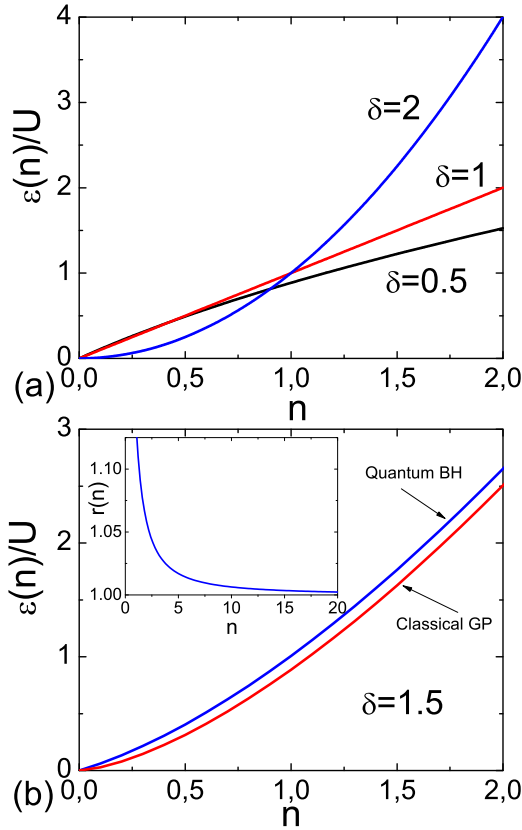 4
3
2
1
0
ε(n)/U
δ=2
δ=1
δ=0.5
0,0 0,5 1,0 1,5 2,0
(a)
n
3
2
1
0
ε(n)/U
1.10
1.05
1.00
r(n)
0 5 10 15 20
n
Quantum BH
Classical GP
δ=1.5
0,0 0,5 1,0 1,5 2,0
(b)
n